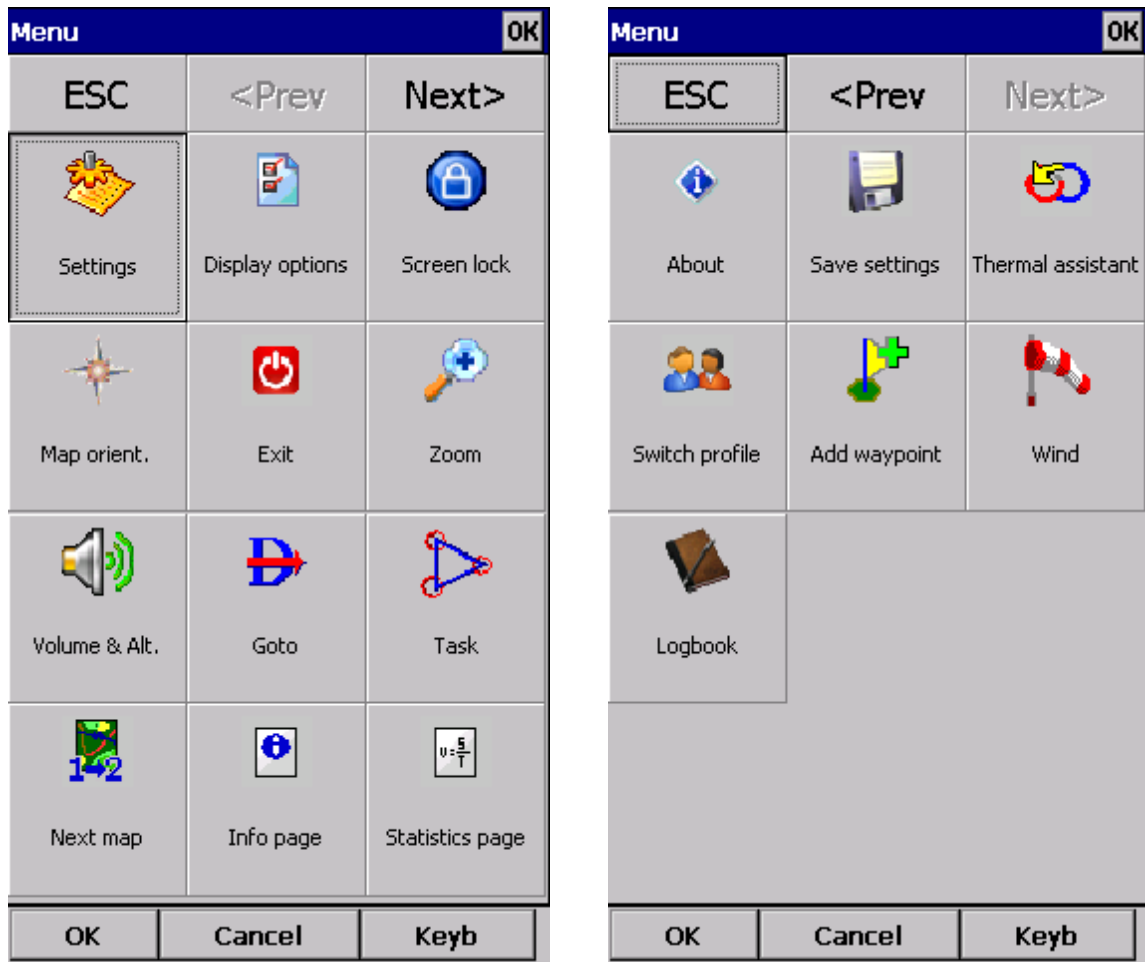 Menu OK
ESC <Prev Next>
Settings Display options Screen lock
Map orient. Exit Zoom
Volume & Alt. Goto Task
1→2 i v=S/T
Next map Info page Statistics page
OK Cancel Keyb
Menu OK
ESC <Prev Next>
i
About Save settings Thermal assistant
Switch profile Add waypoint Wind
Logbook
OK Cancel Keyb